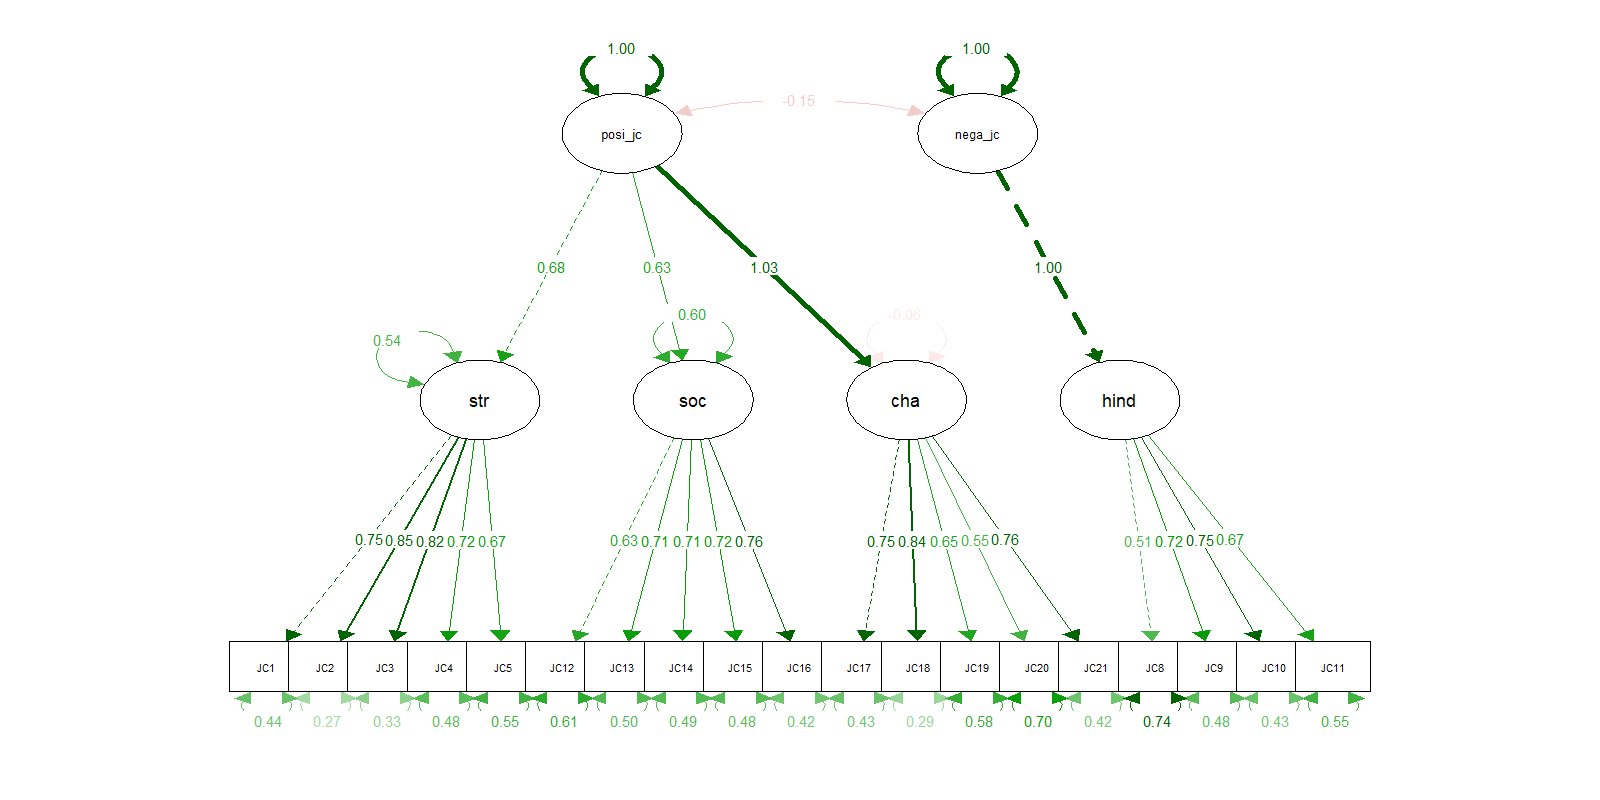 1.00 1.00
-0.15
posi_jc nega_jc
0.68 0.63 1.03 1.00
0.60 -0.06
0.54
str soc cha hind
0.75 0.85 0.82 0.72 0.67 0.63 0.71 0.71 0.72 0.76 0.75 0.84 0.65 0.55 0.76 0.51 0.72 0.75 0.67
JC1 JC2 JC3 JC4 JC5 JC12 JC13 JC14 JC15 JC16 JC17 JC18 JC19 JC20 JC21 JC8 JC9 JC10 JC11
0.44 0.27 0.33 0.48 0.55 0.61 0.50 0.49 0.48 0.42 0.43 0.29 0.58 0.70 0.42 0.74 0.48 0.43 0.55